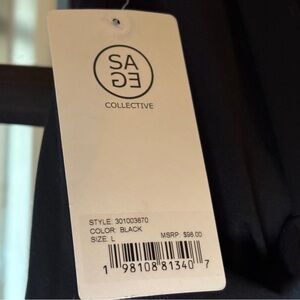 SA
GE
COLLECTIVE
STYLE: 301003870
COLOR: BLACK
SIZE: L MSRP: $98.00
1 98108 81340 7